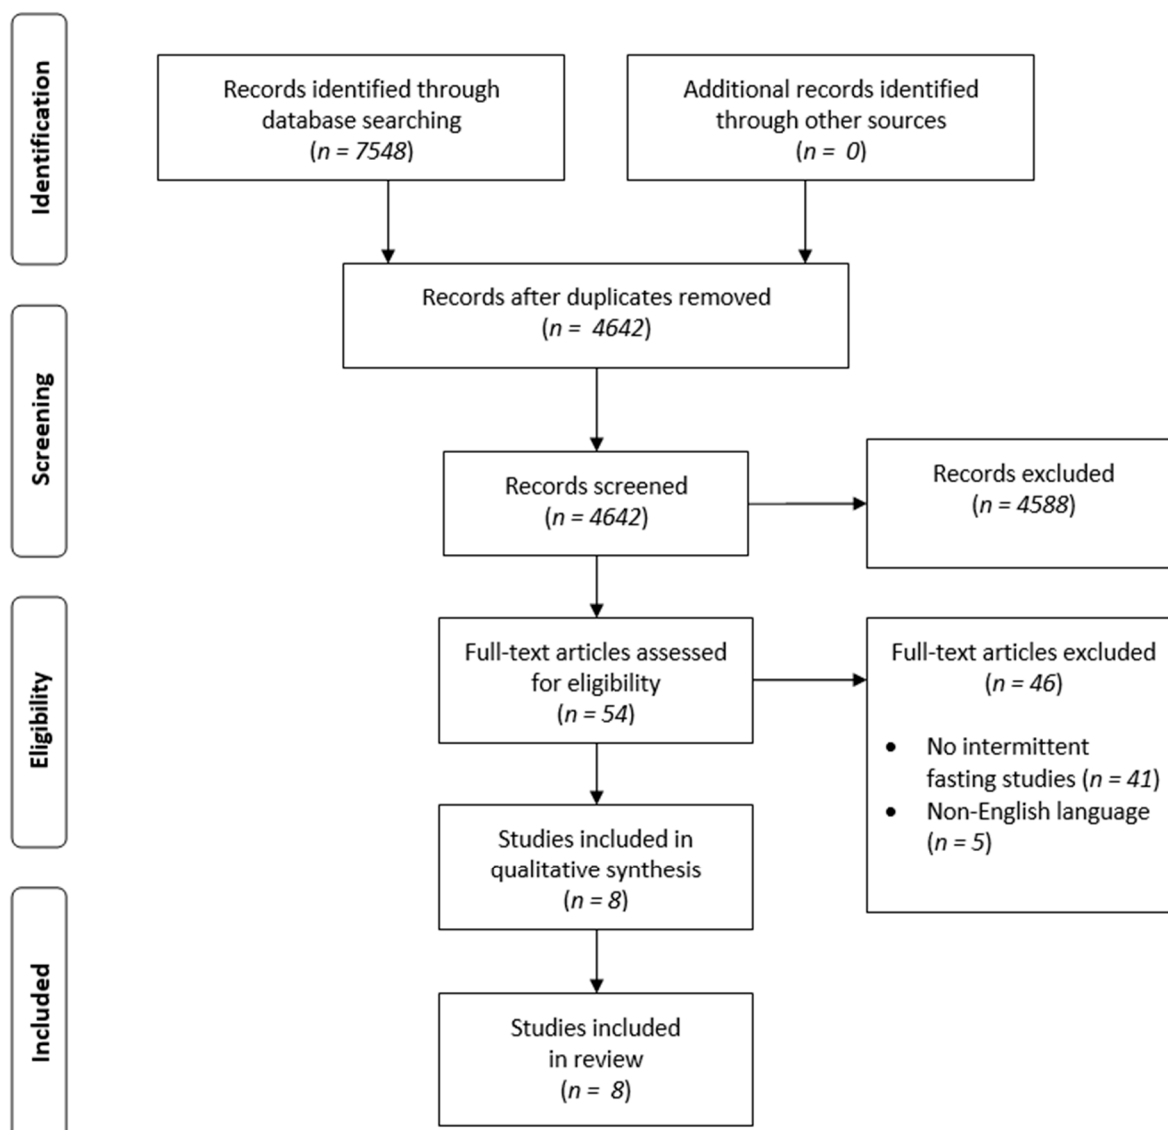 Identification
Records identified through
database searching
(n = 7548)
Additional records identified
through other sources
(n = 0)
Records after duplicates removed
(n = 4642)
Screening
Records screened
(n = 4642)
Records excluded
(n = 4588)
Eligibility
Full-text articles assessed
for eligibility
(n = 54)
Full-text articles excluded
(n = 46)
• No intermittent
fasting studies (n = 41)
• Non-English language
(n = 5)
Studies included in
qualitative synthesis
(n = 8)
Included
Studies included
in review
(n = 8)